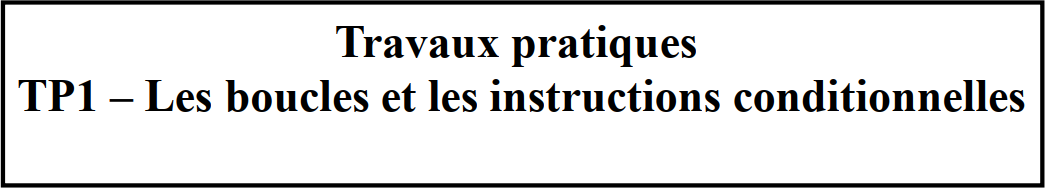 Travaux pratiques
TP1 – Les boucles et les instructions conditionnelles